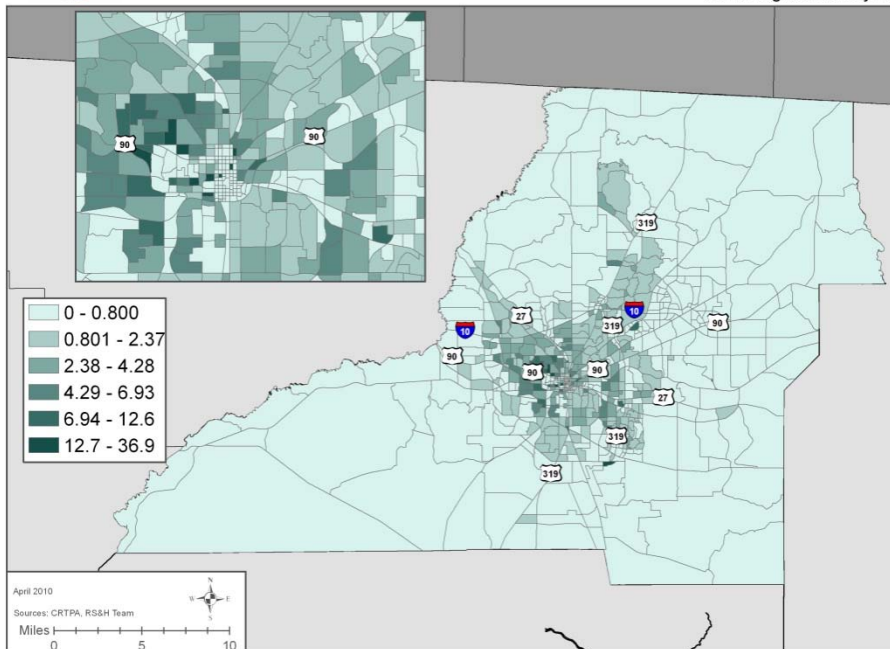 90
90
319
10
27
319
10
90
90
90
90
27
319
319
0 - 0.800
0.801 - 2.37
2.38 - 4.28
4.29 - 6.93
6.94 - 12.6
12.7 - 36.9
April 2010
N
W E
S
Sources: CRTPA, RS&H Team
Miles
0 5 10